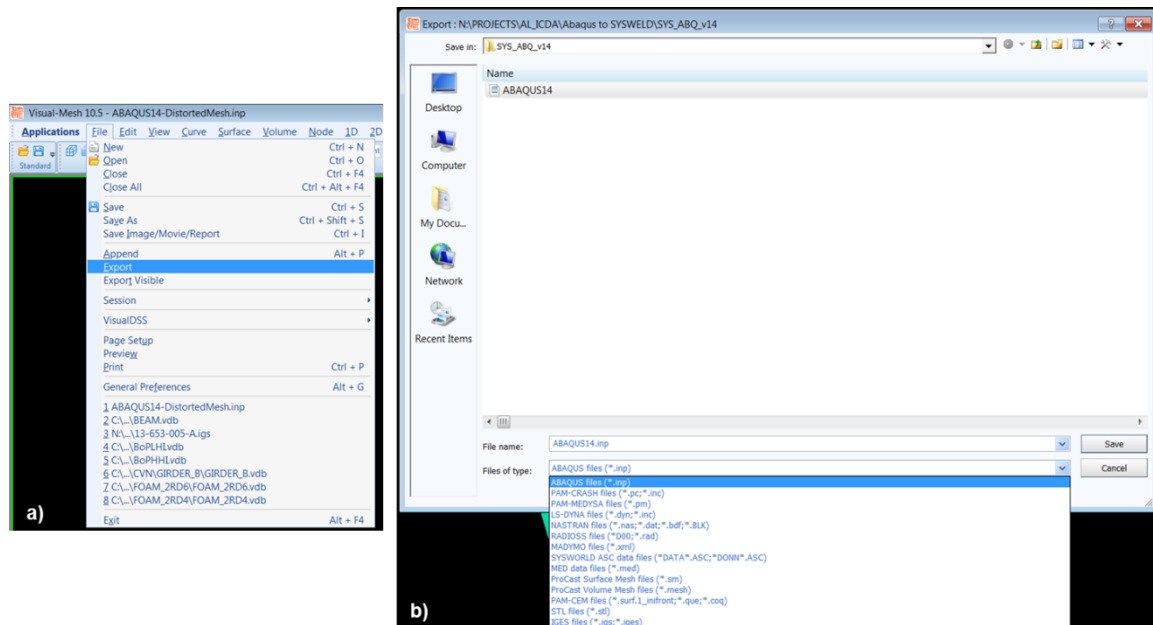 Visual-Mesh 10.5 - ABAQUS14-DistortedMesh.inp
Applications File Edit View Curve Surface Volume Node 1D 2D
Standard
New Ctrl + N
Open Ctrl + O
Close Ctrl + F4
Close All Ctrl + Alt + F4
Save Ctrl + S
Save As Ctrl + Shift + S
Save Image/Movie/Report Ctrl + I
Append Alt + P
Export
Export Visible
Session
VisualDSS
Page Setup
Preview
Print Ctrl + P
General Preferences Alt + G
1 ABAQUS14-DistortedMesh.inp
2 C:\...\BEAM.vdb
3 N:\...\13-653-005-A.igs
4 C:\...\BoPLHI.vdb
5 C:\...\BoPHHI.vdb
6 C:\...\CVN\GIRDER_B\GIRDER_B.vdb
7 C:\...\FOAM_2RD6\FOAM_2RD6.vdb
8 C:\...\FOAM_2RD4\FOAM_2RD4.vdb
Exit Alt + F4
a)
Export : N:\PROJECTS\AL_ICDA\Abaqus to SYSWELD\SYS_ABQ_v14
Save in: SYS_ABQ_v14
Name
ABAQUS14
Desktop
Computer
My Docu...
Network
Recent Items
File name: ABAQUS14.inp Save
Files of type: ABAQUS files (*.inp) Cancel
ABAQUS files (*.inp)
PAM-CRASH files (*.pc;*.inc)
PAM-MEDYSA files (*.pm)
LS-DYNA files (*.dyn;*.inc)
NASTRAN files (*.nas;*.dat;*.bdf;*.BLK)
RADIOSS files (*D00;*.rad)
MADYMO files (*.xml)
SYSWORLD ASC data files (*DATA*.ASC;*DONN*.ASC)
MED data files (*.med)
ProCast Surface Mesh files (*.sm)
ProCast Volume Mesh files (*.mesh)
PAM-CEM files (*.surf.1_inifront;*.que;*.coq)
STL files (*.stl)
IGES files (*.igs;*.iges)
b)